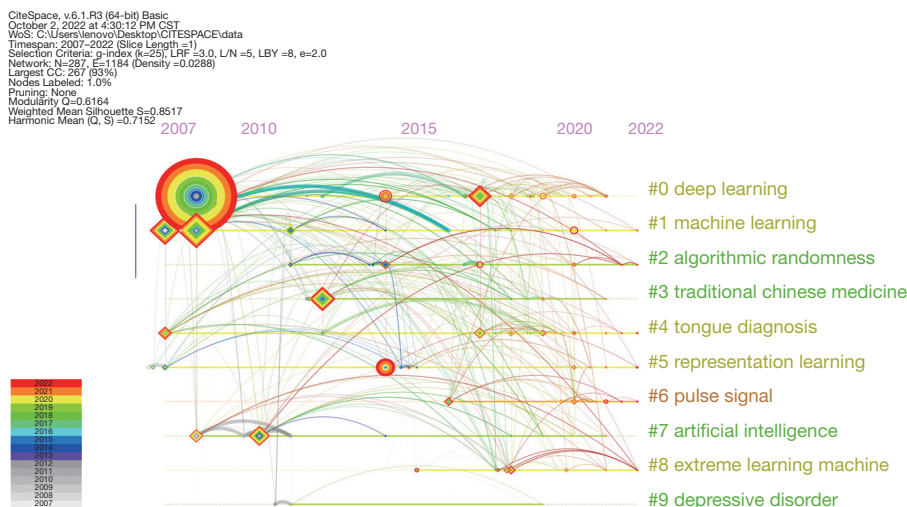 CiteSpace, v.6.1.R3 (64-bit) Basic
October 2, 2022 at 4:30:12 PM CST
WoS: C:\Users\lenovo\Desktop\CITESPACE\data
Timespan: 2007–2022 (Slice Length =1)
Selection Criteria: g-index (k=25), LRF =3.0, L/N =5, LBY =8, e=2.0
Network: N=287, E=1184 (Density =0.0288)
Largest CC: 267 (93%)
Nodes Labeled: 1.0%
Pruning: None
Modularity Q=0.6164
Weighted Mean Silhouette S=0.8517
Harmonic Mean (Q, S) =0.7152
2007 2010 2015 2020 2022
#0 deep learning
#1 machine learning
#2 algorithmic randomness
#3 traditional chinese medicine
#4 tongue diagnosis
#5 representation learning
#6 pulse signal
#7 artificial intelligence
#8 extreme learning machine
#9 depressive disorder
2022
2021
2020
2019
2018
2017
2016
2015
2014
2013
2012
2011
2010
2009
2008
2007